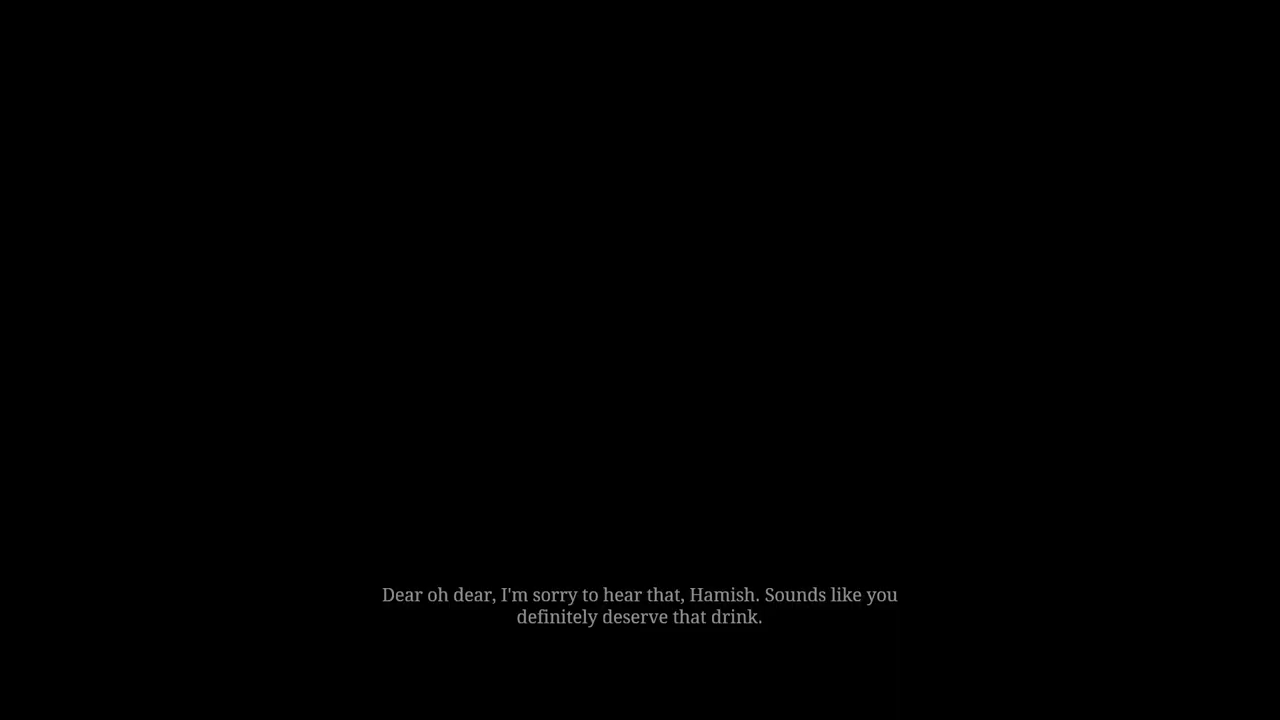 Dear oh dear, I'm sorry to hear that, Hamish. Sounds like you
definitely deserve that drink.